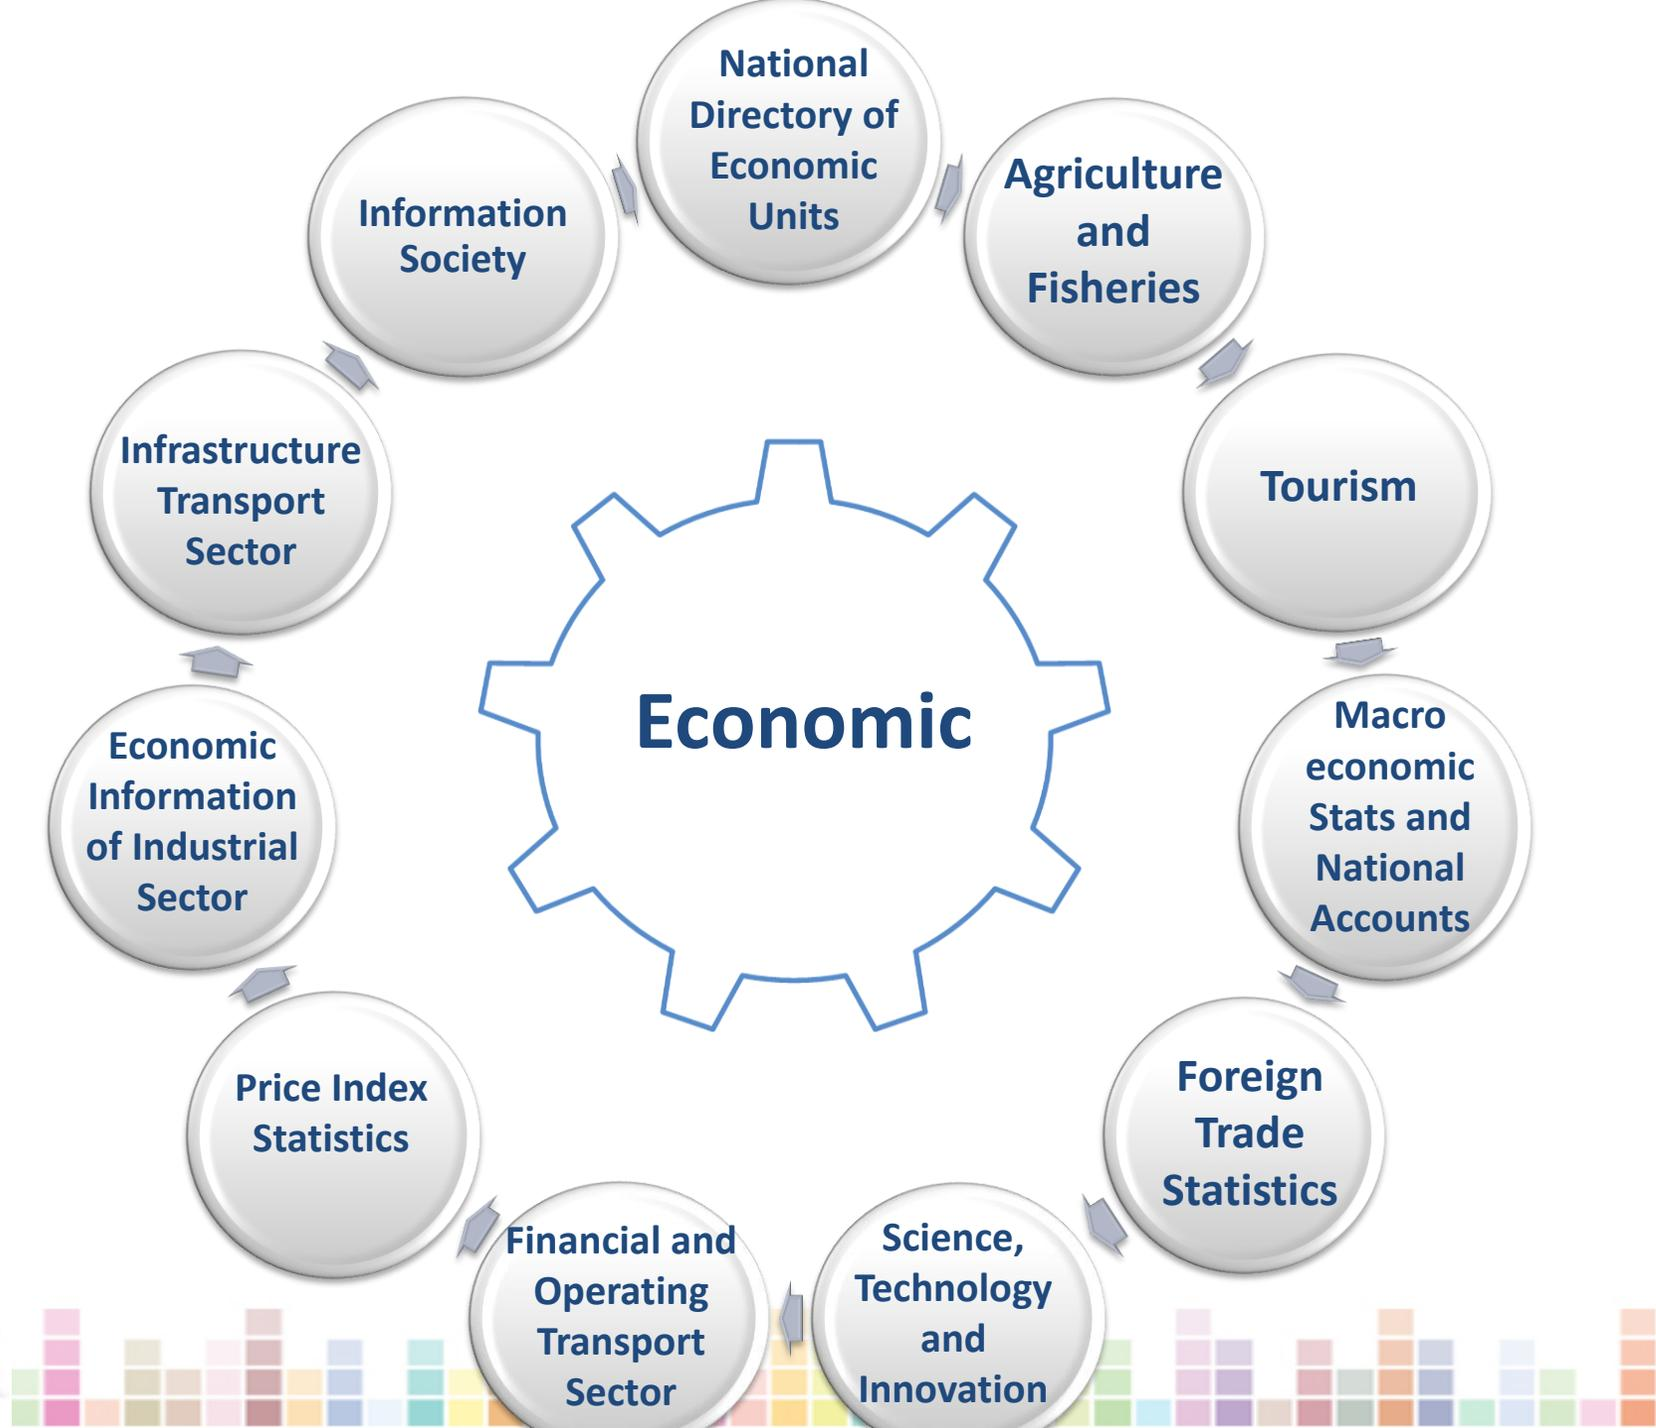 National
Directory of
Economic
Units
Agriculture
and
Fisheries
Tourism
Macro
economic
Stats and
National
Accounts
Foreign
Trade
Statistics
Science,
Technology
and
Innovation
Financial and
Operating
Transport
Sector
Price Index
Statistics
Economic
Information
of Industrial
Sector
Infrastructure
Transport
Sector
Information
Society
Economic